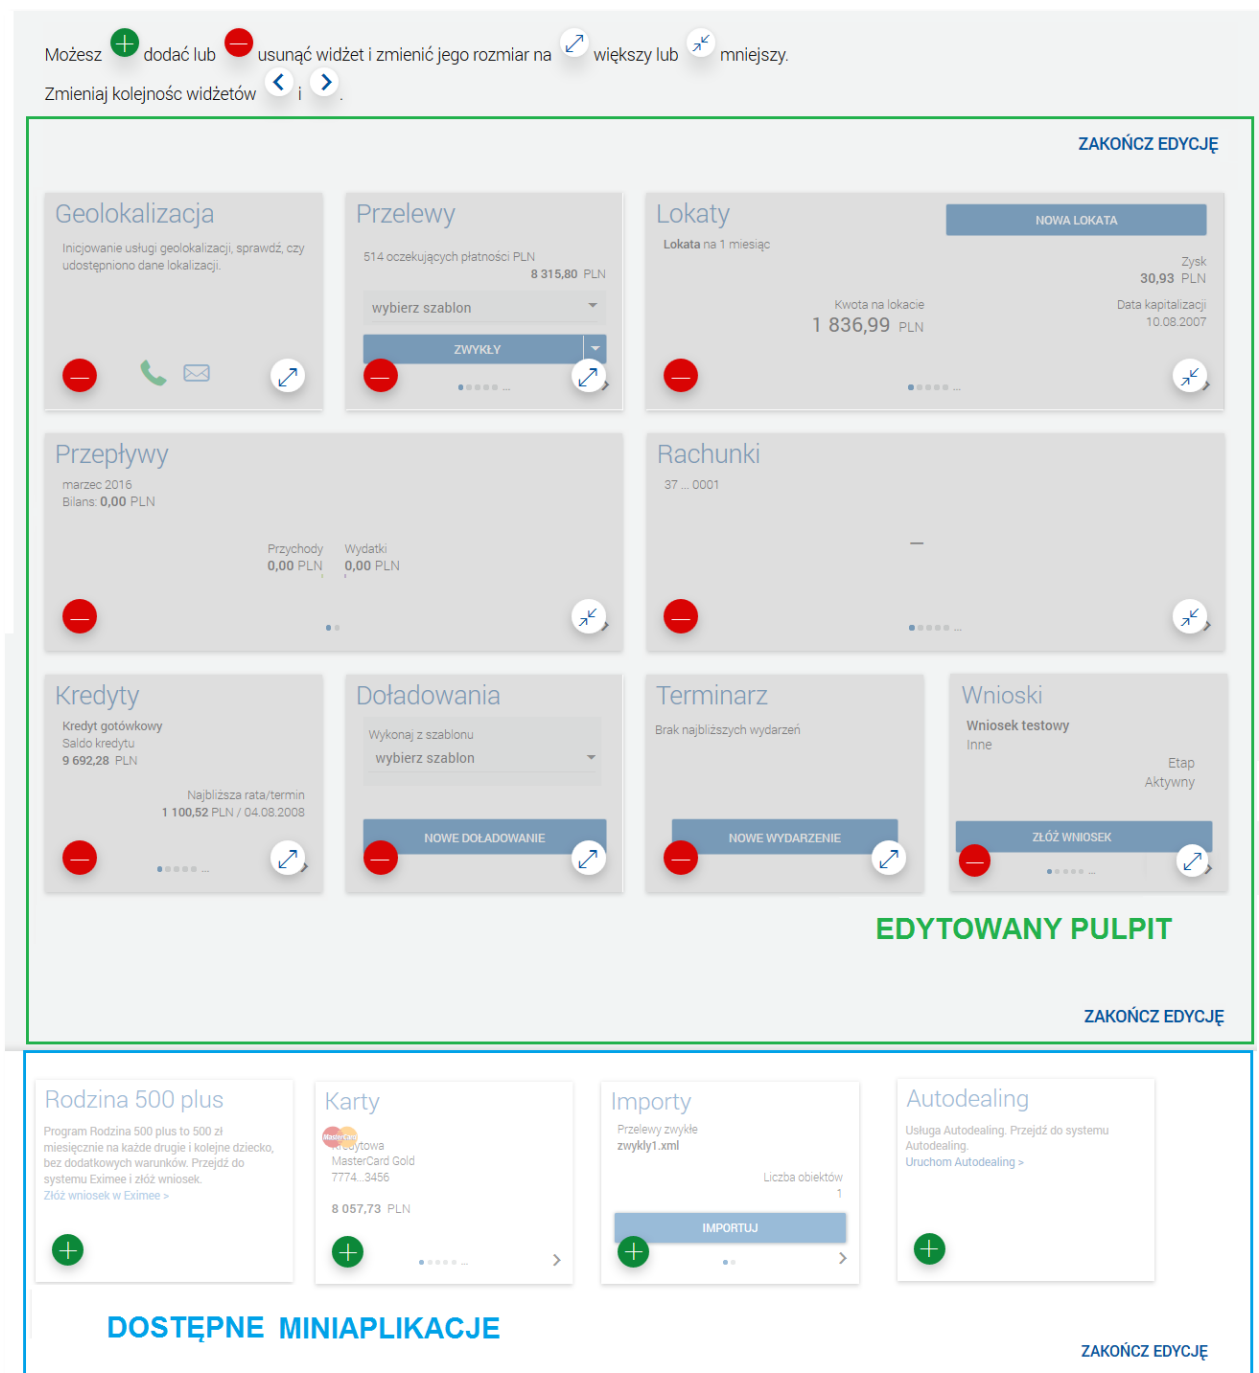 Możesz dodać lub usunąć widżet i zmienić jego rozmiar na większy lub mniejszy.
Zmieniaj kolejnośc widżetów i .
ZAKOŃCZ EDYCJĘ
Geolokalizacja
Inicjowanie usługi geolokalizacji, sprawdź, czy
udostępniono dane lokalizacji.
Przelewy
514 oczekujących płatności PLN
8 315,80 PLN
wybierz szablon
ZWYKŁY
...
Lokaty
NOWA LOKATA
Lokata na 1 miesiąc
Zysk
30,93 PLN
Kwota na lokacie
1 836,99 PLN
Data kapitalizacji
10.08.2007
...
Przepływy
marzec 2016
Bilans: 0,00 PLN
Przychody
0,00 PLN
Wydatki
0,00 PLN
Rachunki
37 ... 0001
–
...
Kredyty
Kredyt gotówkowy
Saldo kredytu
9 692,28 PLN
Najbliższa rata/termin
1 100,52 PLN / 04.08.2008
...
Doładowania
Wykonaj z szablonu
wybierz szablon
NOWE DOŁADOWANIE
Terminarz
Brak najbliższych wydarzeń
NOWE WYDARZENIE
Wnioski
Wniosek testowy
Inne
Etap
Aktywny
ZŁÓŻ WNIOSEK
...
EDYTOWANY PULPIT
ZAKOŃCZ EDYCJĘ
Rodzina 500 plus
Program Rodzina 500 plus to 500 zł
miesięcznie na każde drugie i kolejne dziecko,
bez dodatkowych warunków. Przejdź do
systemu Eximee i złóż wniosek.
Złóż wniosek w Eximee >
Karty
MasterCard
Kredytowa
MasterCard Gold
7774...3456
8 057,73 PLN
...
Importy
Przelewy zwykłe
zwykly1.xml
Liczba obiektów
1
IMPORTUJ
Autodealing
Usługa Autodealing. Przejdź do systemu
Autodealing.
Uruchom Autodealing >
DOSTĘPNE MINIAPLIKACJE
ZAKOŃCZ EDYCJĘ